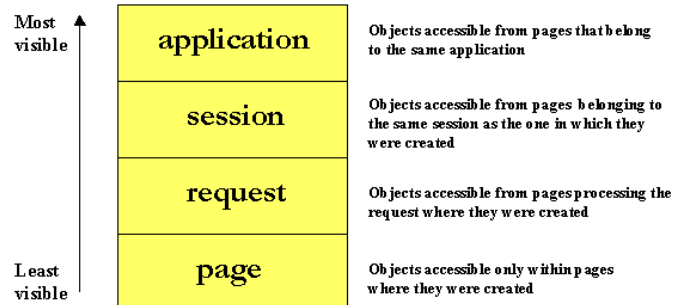 Most
visible
application
Objects accessible from pages that belong
to the same application
session
Objects accessible from pages belonging to
the same session as the one in which they
were created
request
Objects accessible from pages processing the
request where they were created
Least
visible
page
Objects accessible only within pages
where they were created